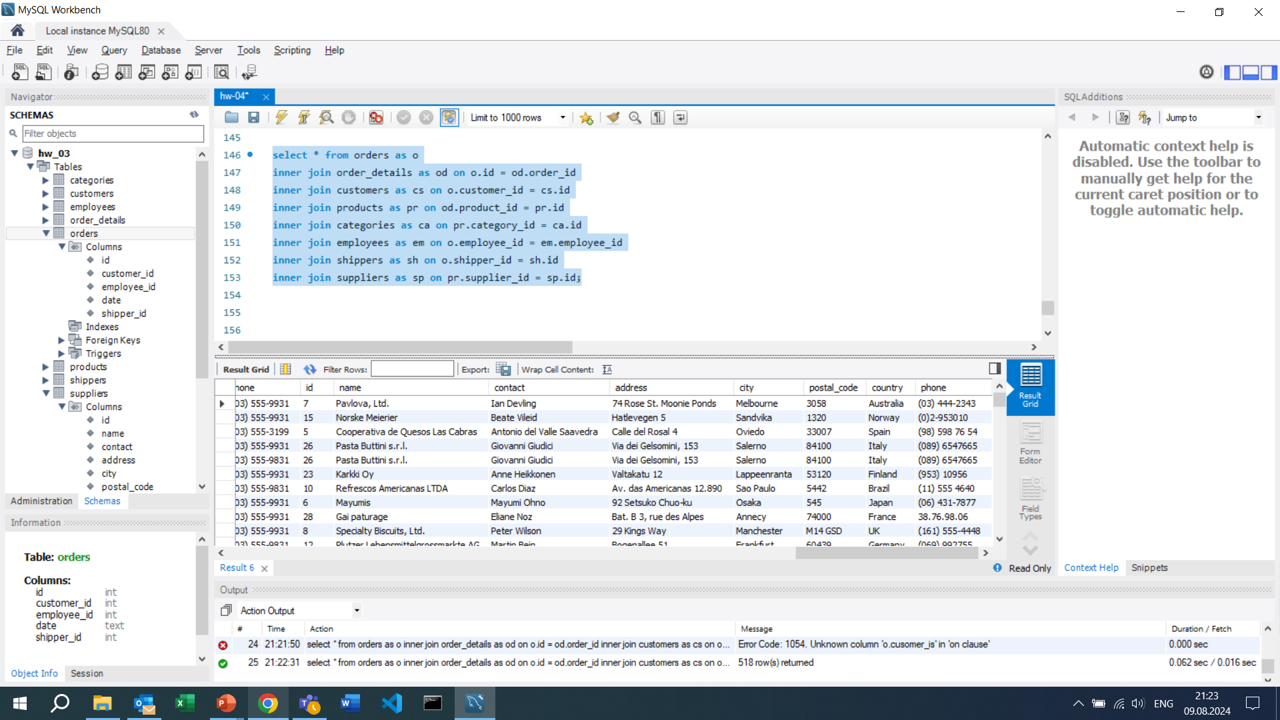 MySQL Workbench
Local instance MySQL80
File Edit View Query Database Server Tools Scripting Help
Navigator
SCHEMAS
Filter objects
hw_03
Tables
categories
customers
employees
order_details
orders
Columns
id
customer_id
employee_id
date
shipper_id
Indexes
Foreign Keys
Triggers
products
shippers
suppliers
Columns
id
name
contact
address
city
postal_code
Administration Schemas
Information
Table: orders
Columns:
id int
customer_id int
employee_id int
date text
shipper_id int
Object Info Session
hw-04*
Limit to 1000 rows
145
146 select * from orders as o
147 inner join order_details as od on o.id = od.order_id
148 inner join customers as cs on o.customer_id = cs.id
149 inner join products as pr on od.product_id = pr.id
150 inner join categories as ca on pr.category_id = ca.id
151 inner join employees as em on o.employee_id = em.employee_id
152 inner join shippers as sh on o.shipper_id = sh.id
153 inner join suppliers as sp on pr.supplier_id = sp.id;
154
155
156
Result Grid Filter Rows: Export: Wrap Cell Content:
hone id name contact address city postal_code country phone
03) 555-9931 7 Pavlova, Ltd. Ian Devling 74 Rose St. Moonie Ponds Melbourne 3058 Australia (03) 444-2343
03) 555-9931 15 Norske Meierier Beate Vileid Hatlevegen 5 Sandvika 1320 Norway (0)2-953010
03) 555-3199 5 Cooperativa de Quesos Las Cabras Antonio del Valle Saavedra Calle del Rosal 4 Oviedo 33007 Spain (98) 598 76 54
03) 555-9931 26 Pasta Buttini s.r.l. Giovanni Giudici Via dei Gelsomini, 153 Salerno 84100 Italy (089) 6547665
03) 555-9831 26 Pasta Buttini s.r.l. Giovanni Giudici Via dei Gelsomini, 153 Salerno 84100 Italy (089) 6547665
03) 555-9931 23 Karkki Oy Anne Heikkonen Valtakatu 12 Lappeenranta 53120 Finland (953) 10956
03) 555-9831 10 Refrescos Americanas LTDA Carlos Diaz Av. das Americanas 12.890 Sao Paulo 5442 Brazil (11) 555 4640
03) 555-9931 6 Mayumis Mayumi Ohno 92 Setsuko Chuo-ku Osaka 545 Japan (06) 431-7877
03) 555-9931 28 Gai paturage Eliane Noz Bat. B 3, rue des Alpes Annecy 74000 France 38.76.98.06
03) 555-9931 8 Specialty Biscuits, Ltd. Peter Wilson 29 Kings Way Manchester M14 GSD UK (161) 555-4448
03) 555-9831 12 Plutzer Lebensmittelgrossmarkte AG Martin Bein Bogenallee 51 Frankfurt 60439 Germany (069) 992755
Result Grid
Form Editor
Field Types
Result 6
Read Only
Output
Action Output
# Time Action Message Duration / Fetch
24 21:21:50 select * from orders as o inner join order_details as od on o.id = od.order_id inner join customers as cs on o... Error Code: 1054. Unknown column 'o.cusomer_is' in 'on clause' 0.000 sec
25 21:22:31 select * from orders as o inner join order_details as od on o.id = od.order_id inner join customers as cs on o... 518 row(s) returned 0.062 sec / 0.016 sec
SQLAdditions
Jump to
Automatic context help is
disabled. Use the toolbar to
manually get help for the
current caret position or to
toggle automatic help.
Context Help Snippets
ENG
21:23
09.08.2024